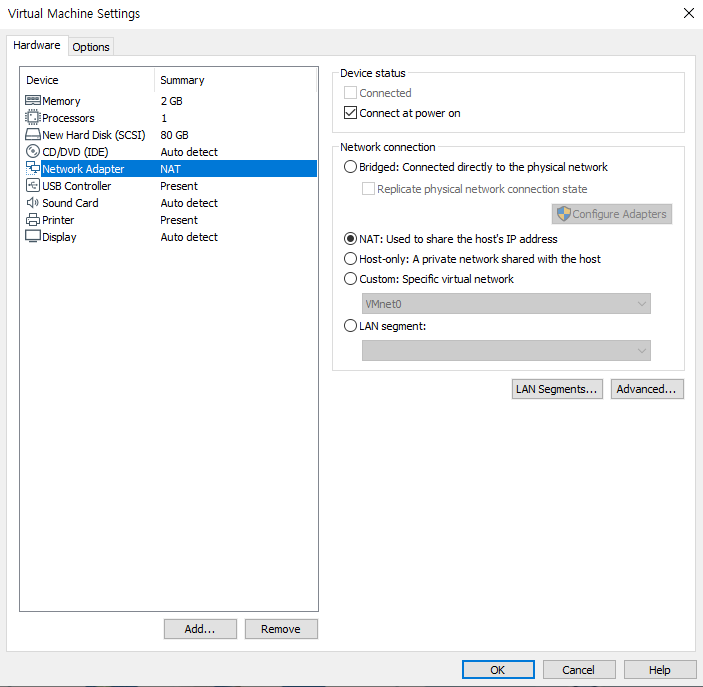 Virtual Machine Settings
Hardware
Options
Device Summary
Memory 2 GB
Processors 1
New Hard Disk (SCSI) 80 GB
CD/DVD (IDE) Auto detect
Network Adapter NAT
USB Controller Present
Sound Card Auto detect
Printer Present
Display Auto detect
Add...
Remove
Device status
Connected
Connect at power on
Network connection
Bridged: Connected directly to the physical network
Replicate physical network connection state
Configure Adapters
NAT: Used to share the host's IP address
Host-only: A private network shared with the host
Custom: Specific virtual network
VMnet0
LAN segment:
LAN Segments...
Advanced...
OK
Cancel
Help